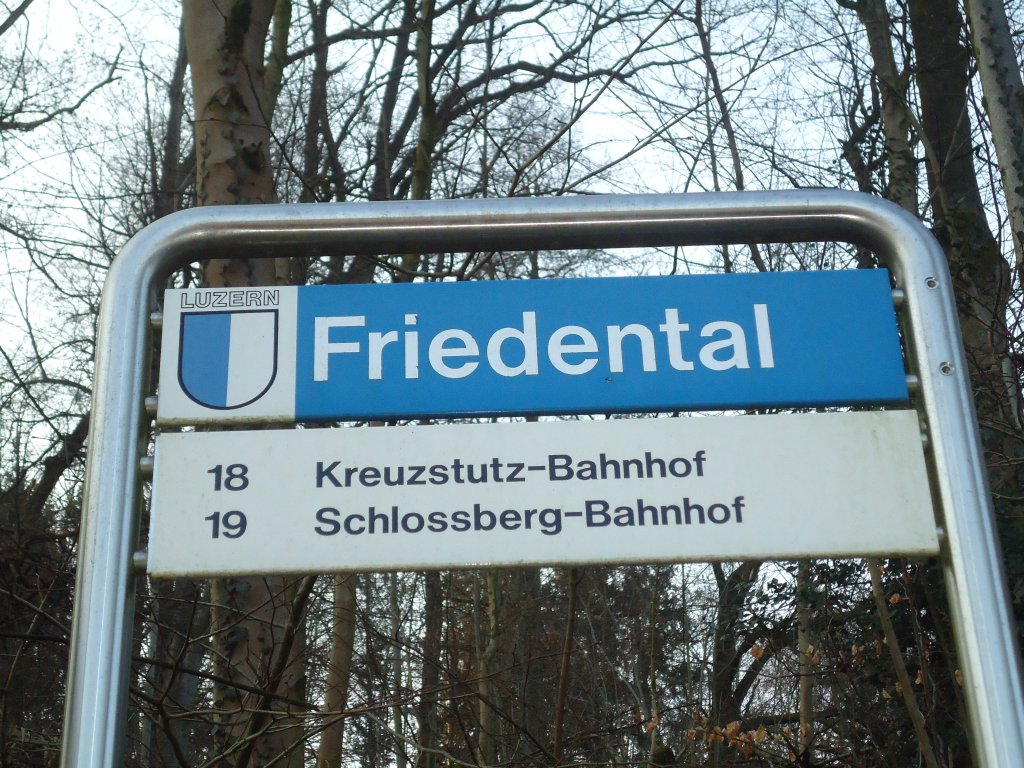 LUZERN
Friedental
18 Kreuzstutz-Bahnhof
19 Schlossberg-Bahnhof